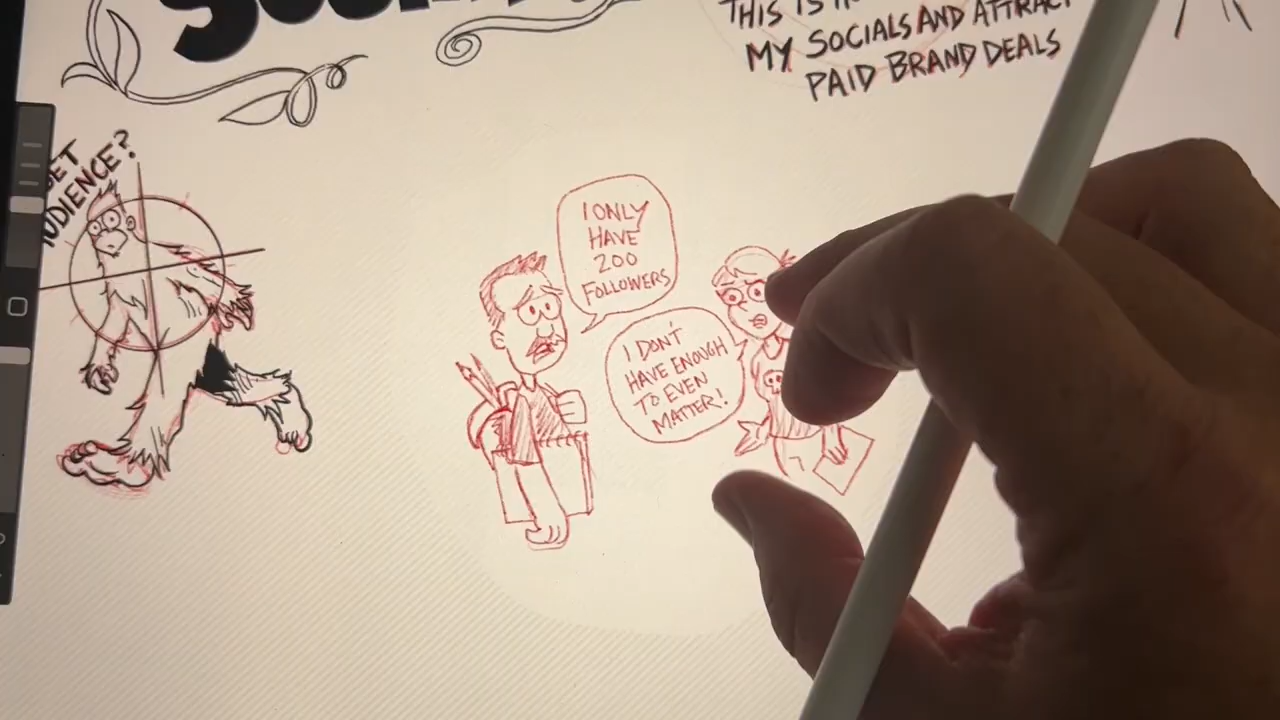 THIS IS
MY SOCIALS AND ATTRACT
PAID BRAND DEALS
AUDIENCE?
I ONLY
HAVE
200
FOLLOWERS
I DON'T
HAVE ENOUGH
TO EVEN
MATTER!